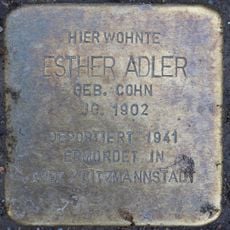 HIER WOHNTE
ESTHER ADLER
GEB. COHN
JG. 1902
DEPORTIERT 1941
ERMORDET IN
LITZMANNSTADT